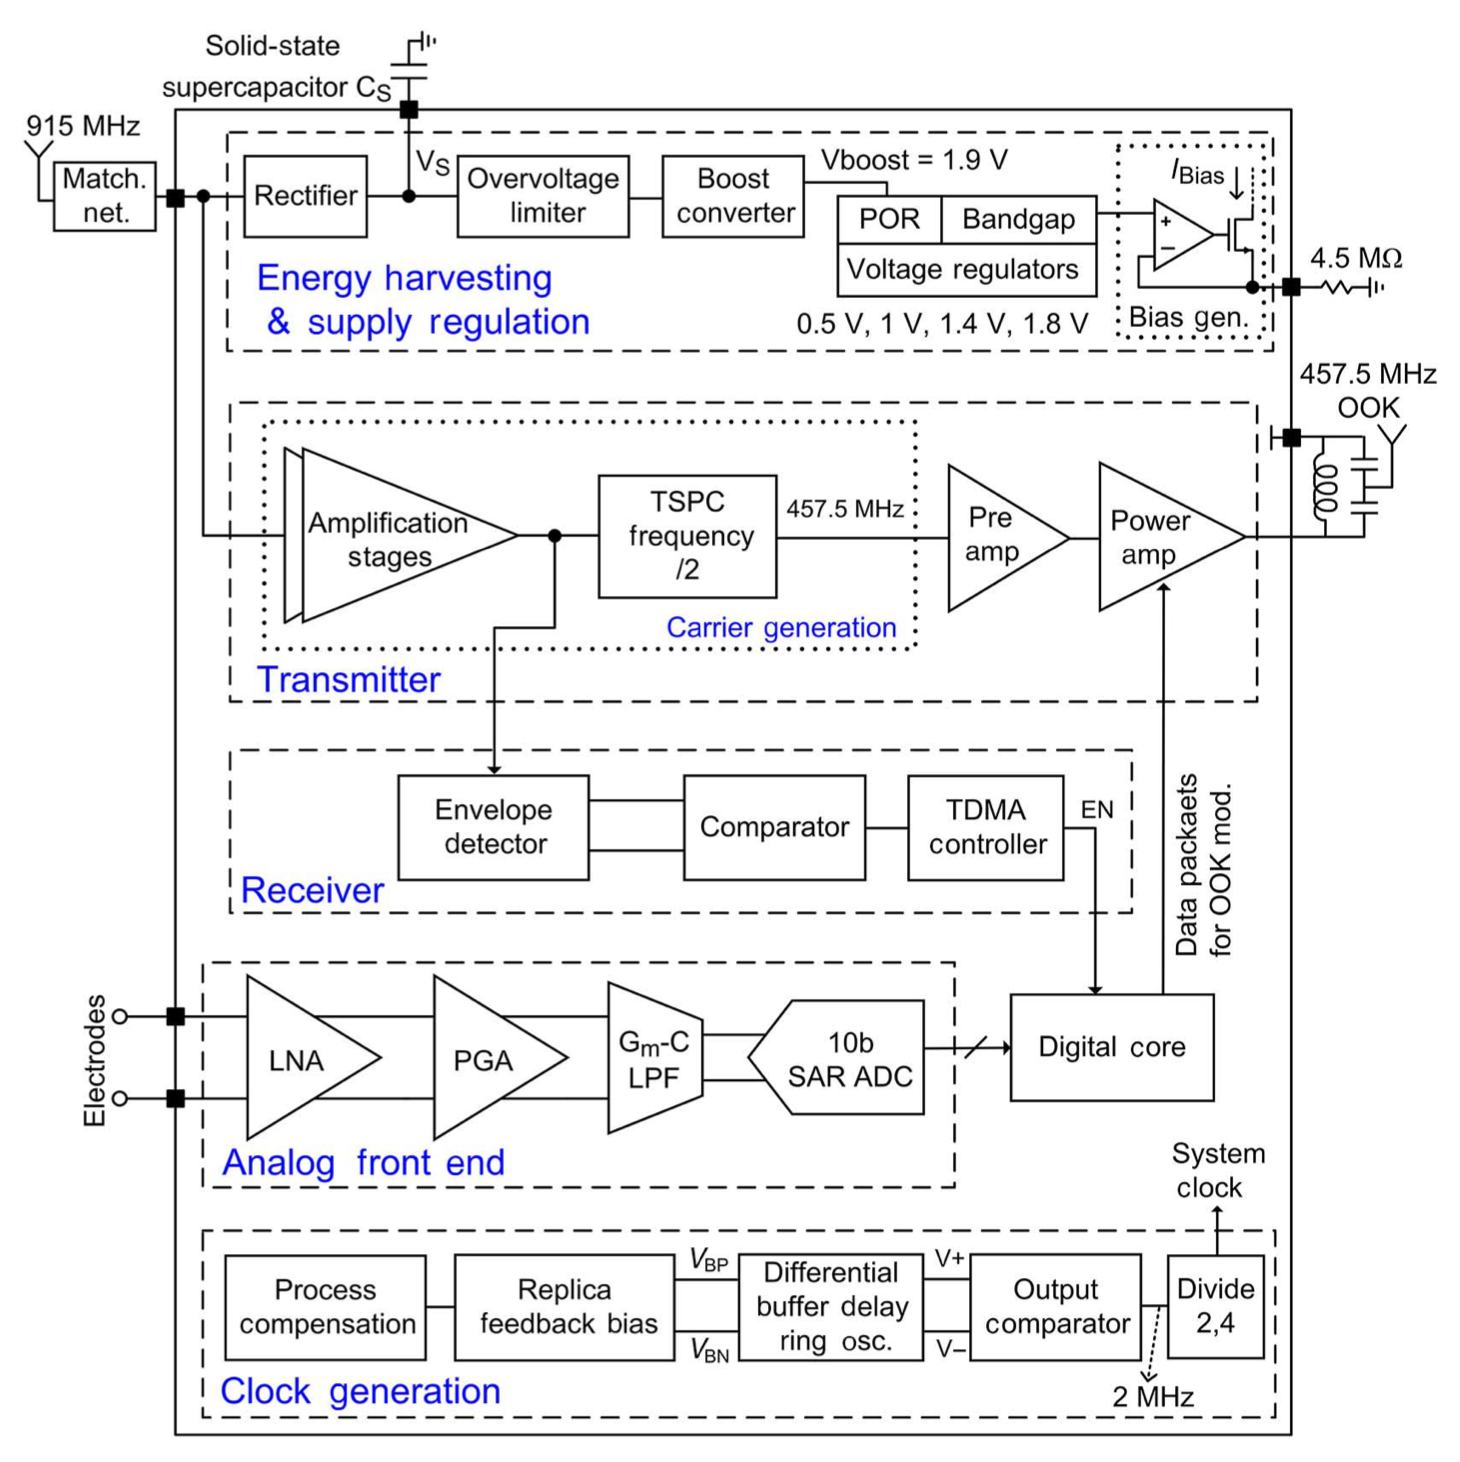 Solid-state
supercapacitor CS
915 MHz
Match.
net.
Rectifier
VS
Overvoltage
limiter
Boost
converter
Vboost = 1.9 V
POR
Bandgap
Voltage regulators
0.5 V, 1 V, 1.4 V, 1.8 V
IBias
+
−
Bias gen.
4.5 MΩ
Energy harvesting
& supply regulation
457.5 MHz
OOK
Amplification
stages
TSPC
frequency
/2
457.5 MHz
Pre
amp
Power
amp
Carrier generation
Transmitter
Envelope
detector
Comparator
TDMA
controller
EN
Receiver
Data packaets
for OOK mod.
Electrodes
LNA
PGA
Gm-C
LPF
10b
SAR ADC
Digital core
Analog front end
System
clock
Process
compensation
Replica
feedback bias
VBP
VBN
Differential
buffer delay
ring osc.
V+
V−
Output
comparator
Divide
2,4
2 MHz
Clock generation